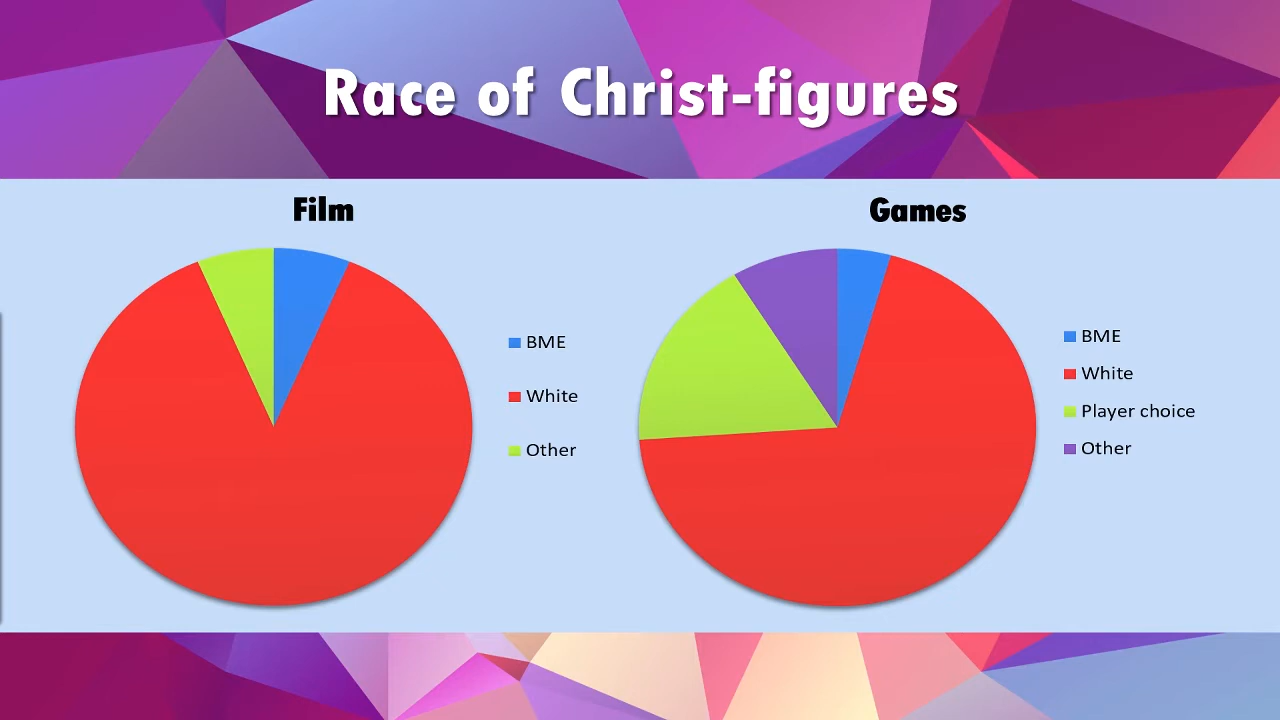 Race of Christ-figures
Film
BME
White
Other
Games
BME
White
Player choice
Other